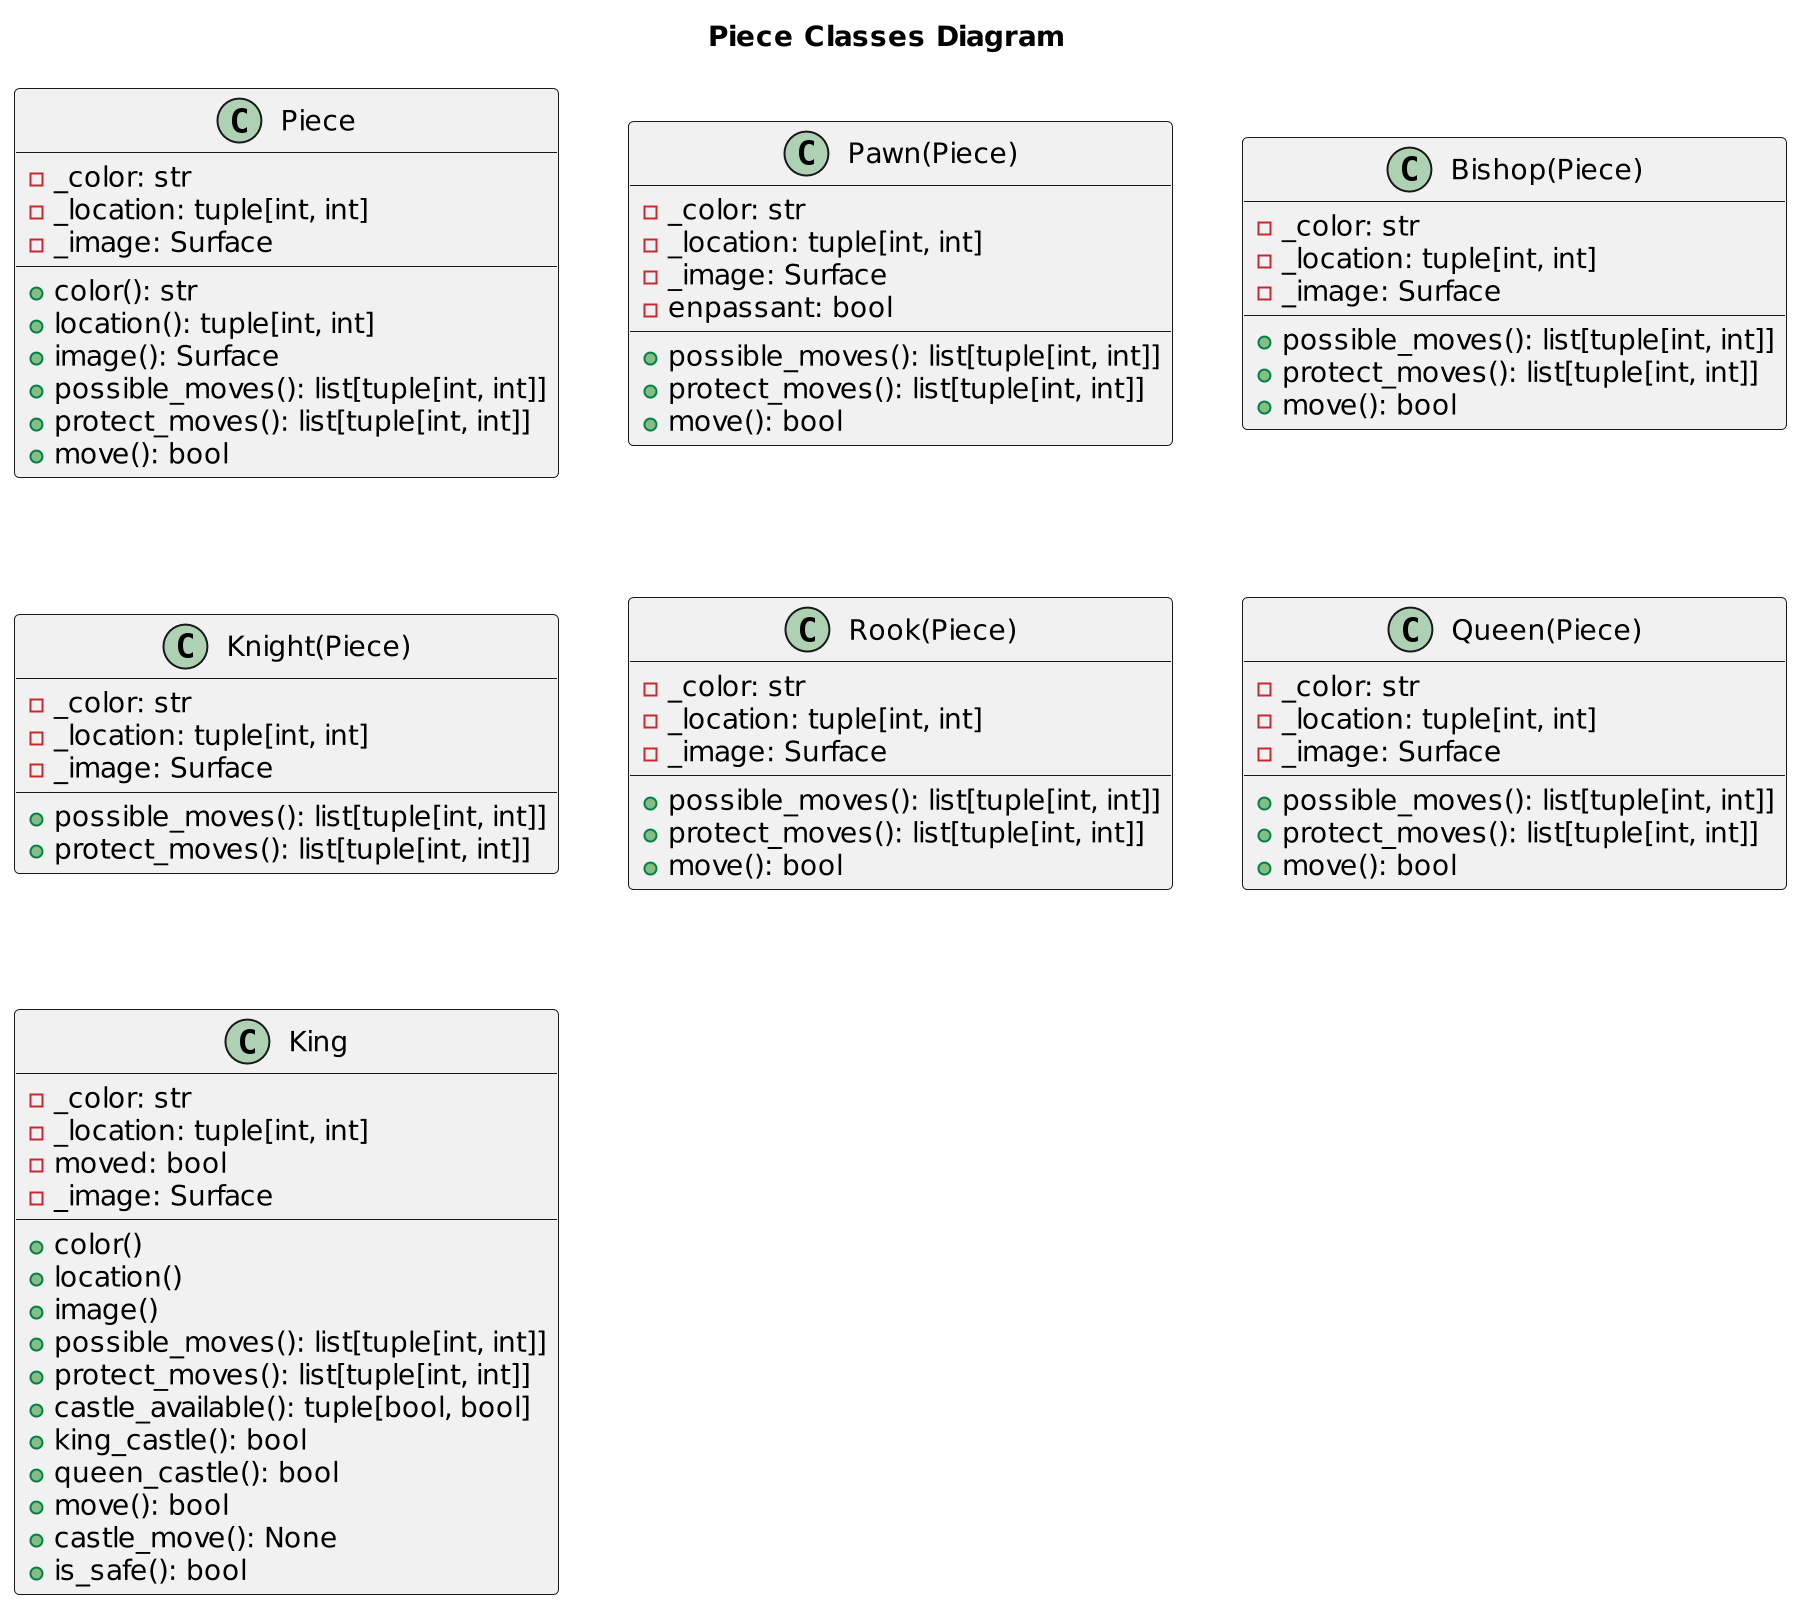 Piece Classes Diagram
C Piece
_color: str
_location: tuple[int, int]
_image: Surface
color(): str
location(): tuple[int, int]
image(): Surface
possible_moves(): list[tuple[int, int]]
protect_moves(): list[tuple[int, int]]
move(): bool
C Pawn(Piece)
_color: str
_location: tuple[int, int]
_image: Surface
enpassant: bool
possible_moves(): list[tuple[int, int]]
protect_moves(): list[tuple[int, int]]
move(): bool
C Bishop(Piece)
_color: str
_location: tuple[int, int]
_image: Surface
possible_moves(): list[tuple[int, int]]
protect_moves(): list[tuple[int, int]]
move(): bool
C Knight(Piece)
_color: str
_location: tuple[int, int]
_image: Surface
possible_moves(): list[tuple[int, int]]
protect_moves(): list[tuple[int, int]]
C Rook(Piece)
_color: str
_location: tuple[int, int]
_image: Surface
possible_moves(): list[tuple[int, int]]
protect_moves(): list[tuple[int, int]]
move(): bool
C Queen(Piece)
_color: str
_location: tuple[int, int]
_image: Surface
possible_moves(): list[tuple[int, int]]
protect_moves(): list[tuple[int, int]]
move(): bool
C King
_color: str
_location: tuple[int, int]
moved: bool
_image: Surface
color()
location()
image()
possible_moves(): list[tuple[int, int]]
protect_moves(): list[tuple[int, int]]
castle_available(): tuple[bool, bool]
king_castle(): bool
queen_castle(): bool
move(): bool
castle_move(): None
is_safe(): bool